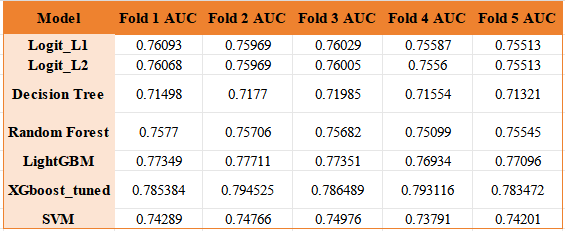 Model Fold 1 AUC Fold 2 AUC Fold 3 AUC Fold 4 AUC Fold 5 AUC
Logit_L1 0.76093 0.75969 0.76029 0.75587 0.75513
Logit_L2 0.76068 0.75969 0.76005 0.7556 0.75513
Decision Tree 0.71498 0.7177 0.71985 0.71554 0.71321
Random Forest 0.7577 0.75706 0.75682 0.75099 0.75545
LightGBM 0.77349 0.77711 0.77351 0.76934 0.77096
XGboost_tuned 0.785384 0.794525 0.786489 0.793116 0.783472
SVM 0.74289 0.74766 0.74976 0.73791 0.74201